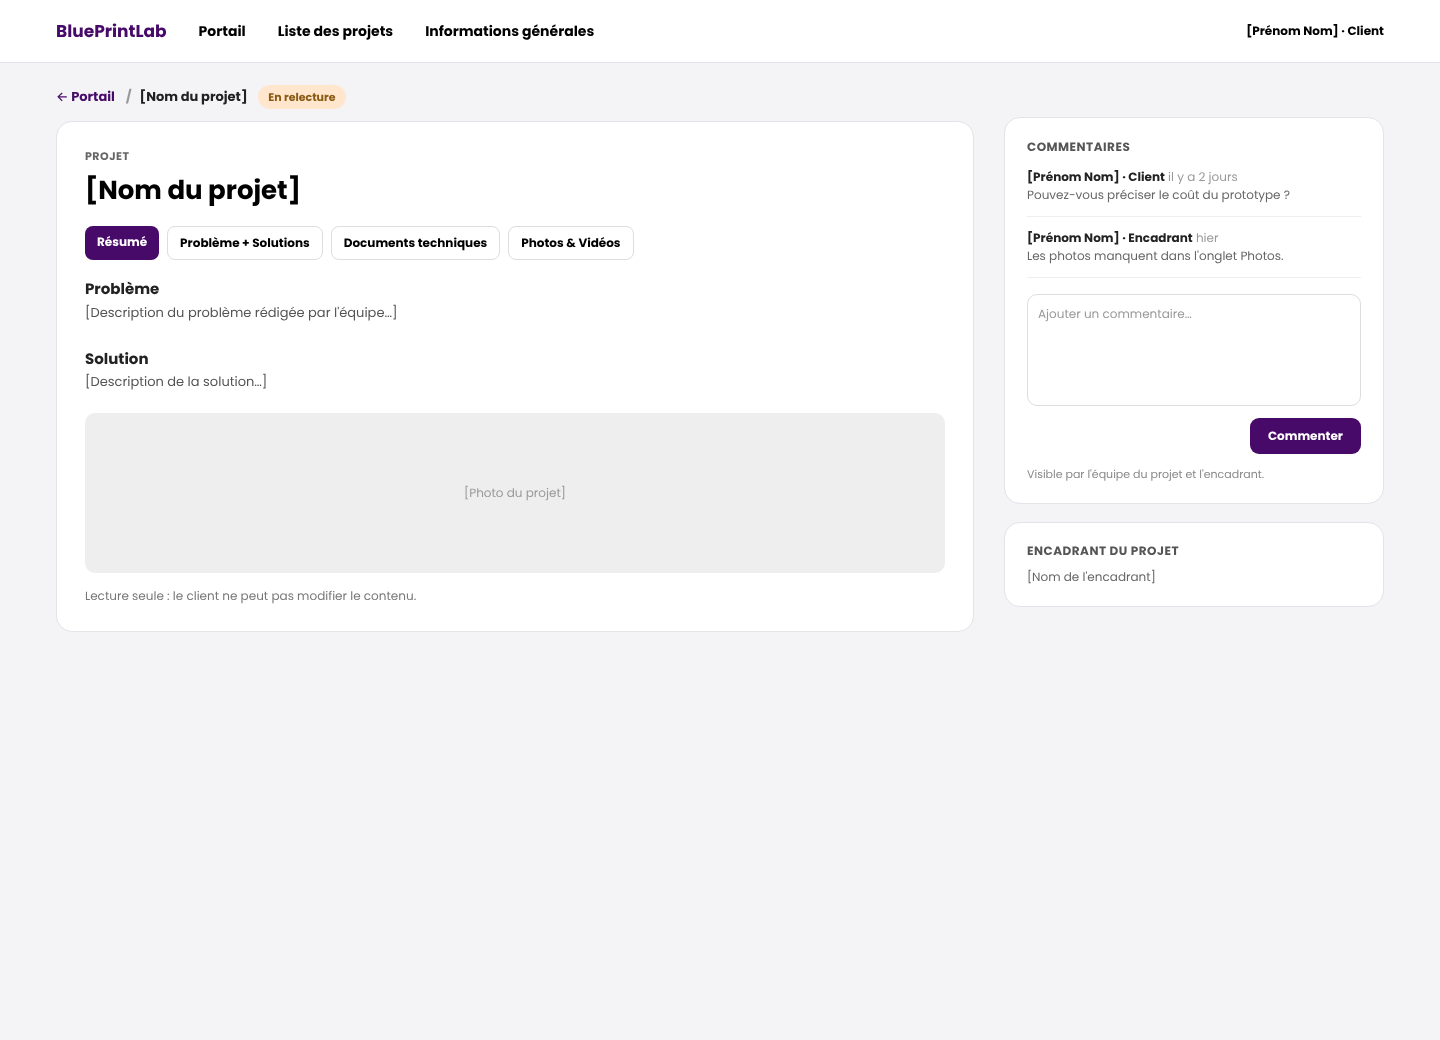 BluePrintLab Portail Liste des projets Informations générales [Prénom Nom] · Client
← Portail / [Nom du projet] En relecture
PROJET
[Nom du projet]
Résumé Problème + Solutions Documents techniques Photos & Vidéos
Problème
[Description du problème rédigée par l'équipe…]
Solution
[Description de la solution…]
[Photo du projet]
Lecture seule : le client ne peut pas modifier le contenu.
COMMENTAIRES
[Prénom Nom] · Client il y a 2 jours
Pouvez-vous préciser le coût du prototype ?
[Prénom Nom] · Encadrant hier
Les photos manquent dans l'onglet Photos.
Ajouter un commentaire…
Commenter
Visible par l'équipe du projet et l'encadrant.
ENCADRANT DU PROJET
[Nom de l'encadrant]